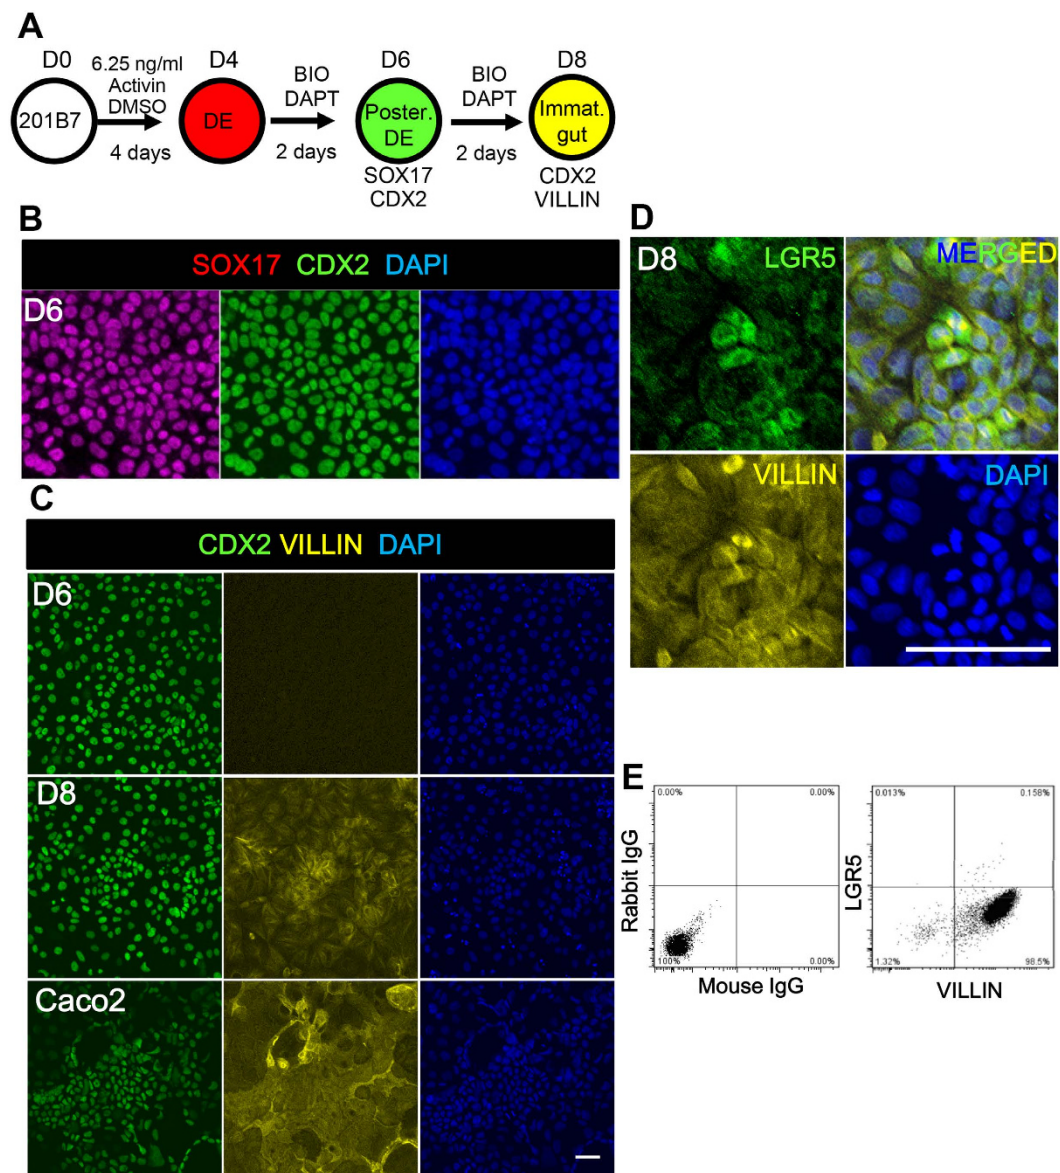 A
D0
6.25 ng/ml
Activin
DMSO
4 days
D4
BIO
DAPT
2 days
D6
BIO
DAPT
2 days
D8
201B7
DE
Poster.
DE
Immat.
gut
SOX17
CDX2
CDX2
VILLIN
B
SOX17 CDX2 DAPI
D6
C
CDX2 VILLIN DAPI
D6
D8
Caco2
D
D8
LGR5
MERGED
VILLIN
DAPI
E
0.00%
0.00%
100%
0.00%
Rabbit IgG
Mouse IgG
0.013%
0.158%
1.32%
98.5%
LGR5
VILLIN